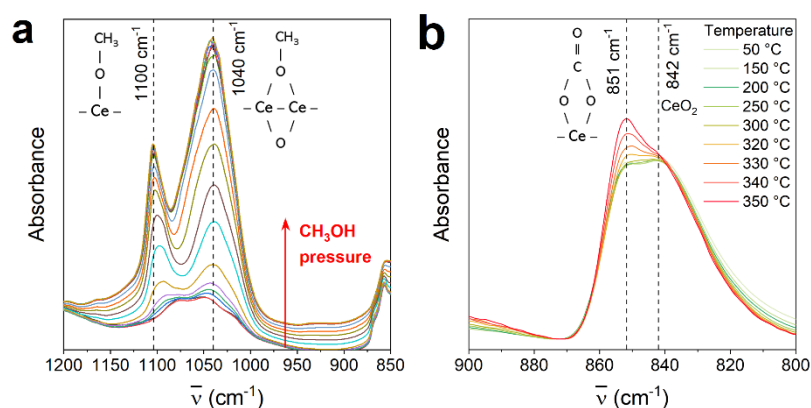 a
CH₃
O
– Ce –
1100 cm⁻¹
1040 cm⁻¹
CH₃
O
– Ce – Ce –
O
CH₃OH
pressure
Absorbance
1200 1150 1100 1050 1000 950 900 850
ν̅ (cm⁻¹)
b
O
C
O O
– Ce –
851 cm⁻¹
842 cm⁻¹
CeO₂
Temperature
50 °C
150 °C
200 °C
250 °C
300 °C
320 °C
330 °C
340 °C
350 °C
Absorbance
900 880 860 840 820 800
ν̅ (cm⁻¹)